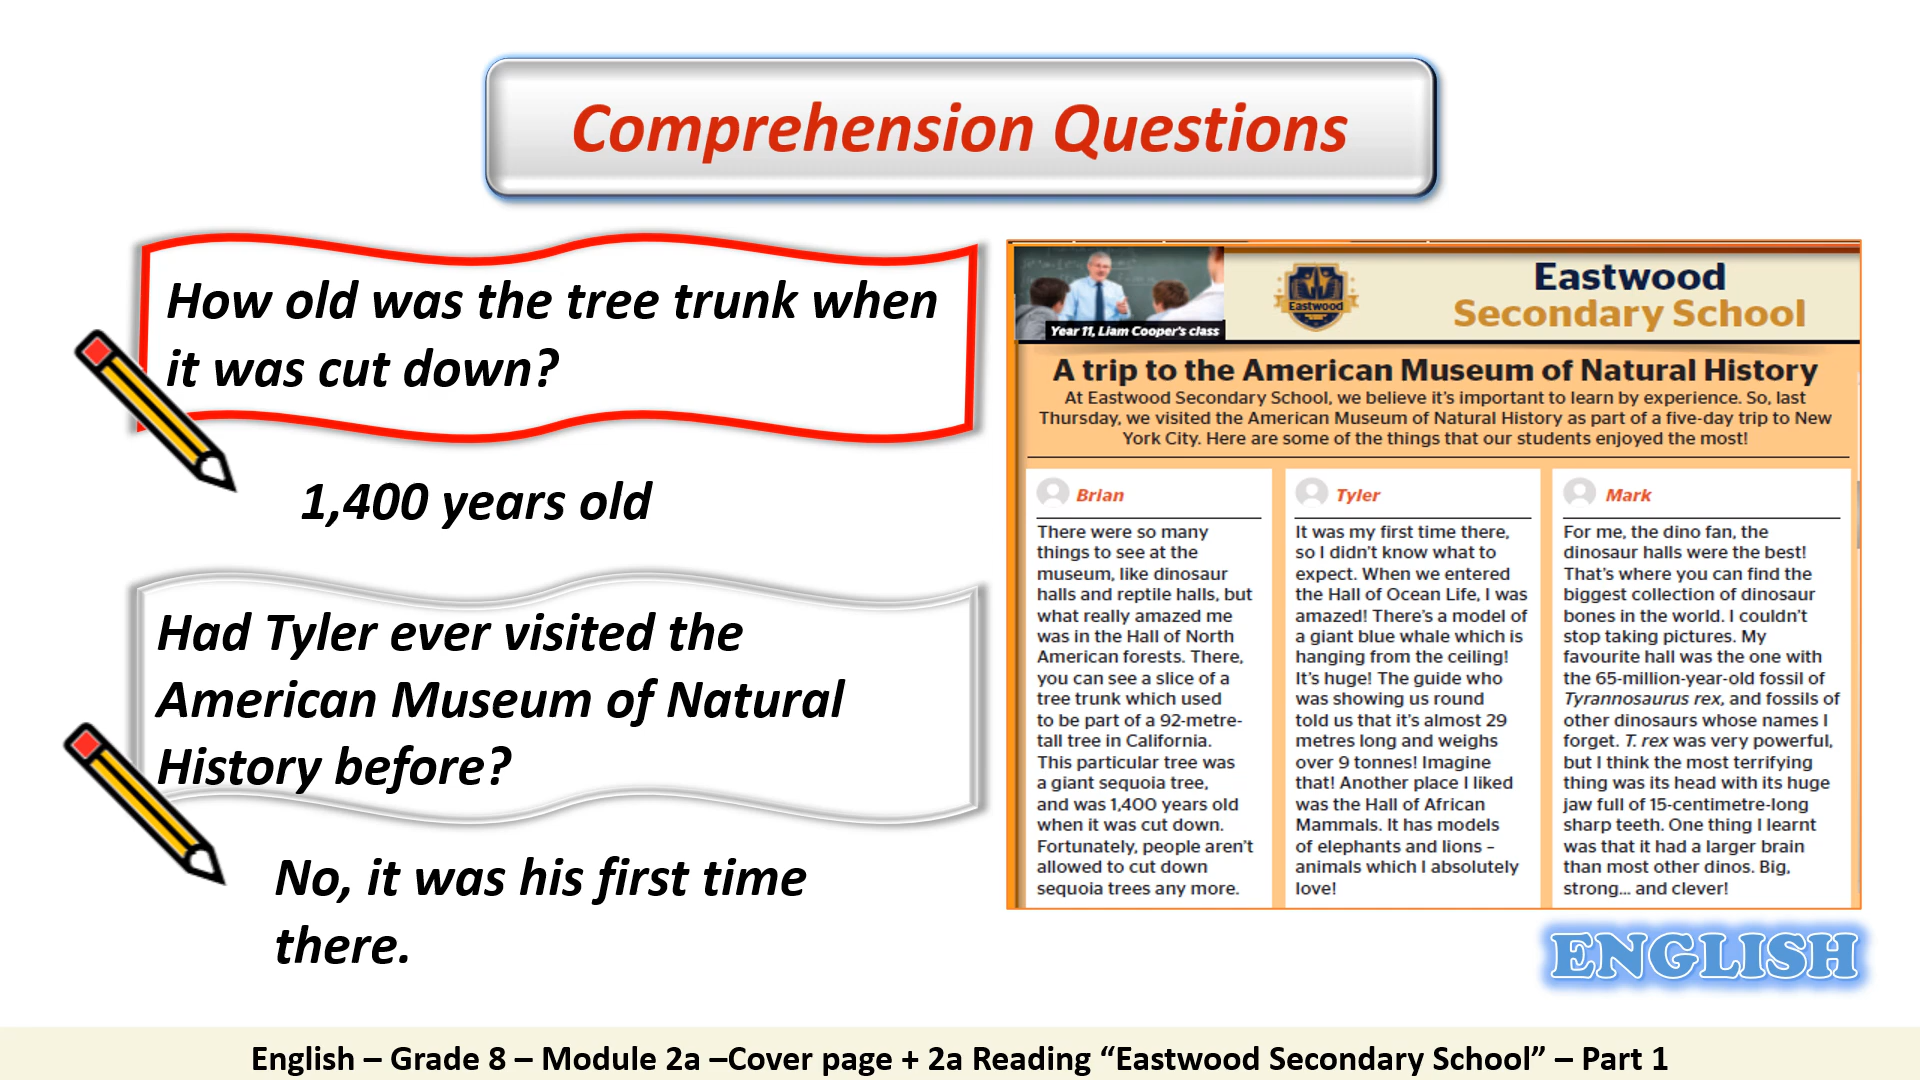 Comprehension Questions
How old was the tree trunk when
it was cut down?
1,400 years old
Had Tyler ever visited the
American Museum of Natural
History before?
No, it was his first time
there.
Year 11, Liam Cooper's class
Eastwood
Eastwood
Secondary School
A trip to the American Museum of Natural History
At Eastwood Secondary School, we believe it's important to learn by experience. So, last
Thursday, we visited the American Museum of Natural History as part of a five-day trip to New
York City. Here are some of the things that our students enjoyed the most!
Brian
There were so many
things to see at the
museum, like dinosaur
halls and reptile halls, but
what really amazed me
was in the Hall of North
American forests. There,
you can see a slice of a
tree trunk which used
to be part of a 92-metre-
tall tree in California.
This particular tree was
a giant sequoia tree,
and was 1,400 years old
when it was cut down.
Fortunately, people aren't
allowed to cut down
sequoia trees any more.
Tyler
It was my first time there,
so I didn't know what to
expect. When we entered
the Hall of Ocean Life, I was
amazed! There's a model of
a giant blue whale which is
hanging from the ceiling!
It's huge! The guide who
was showing us round
told us that it's almost 29
metres long and weighs
over 9 tonnes! Imagine
that! Another place I liked
was the Hall of African
Mammals. It has models
of elephants and lions –
animals which I absolutely
love!
Mark
For me, the dino fan, the
dinosaur halls were the best!
That's where you can find the
biggest collection of dinosaur
bones in the world. I couldn't
stop taking pictures. My
favourite hall was the one with
the 65-million-year-old fossil of
Tyrannosaurus rex, and fossils of
other dinosaurs whose names I
forget. T. rex was very powerful,
but I think the most terrifying
thing was its head with its huge
jaw full of 15-centimetre-long
sharp teeth. One thing I learnt
was that it had a larger brain
than most other dinos. Big,
strong... and clever!
ENGLISH
English – Grade 8 – Module 2a –Cover page + 2a Reading “Eastwood Secondary School” – Part 1